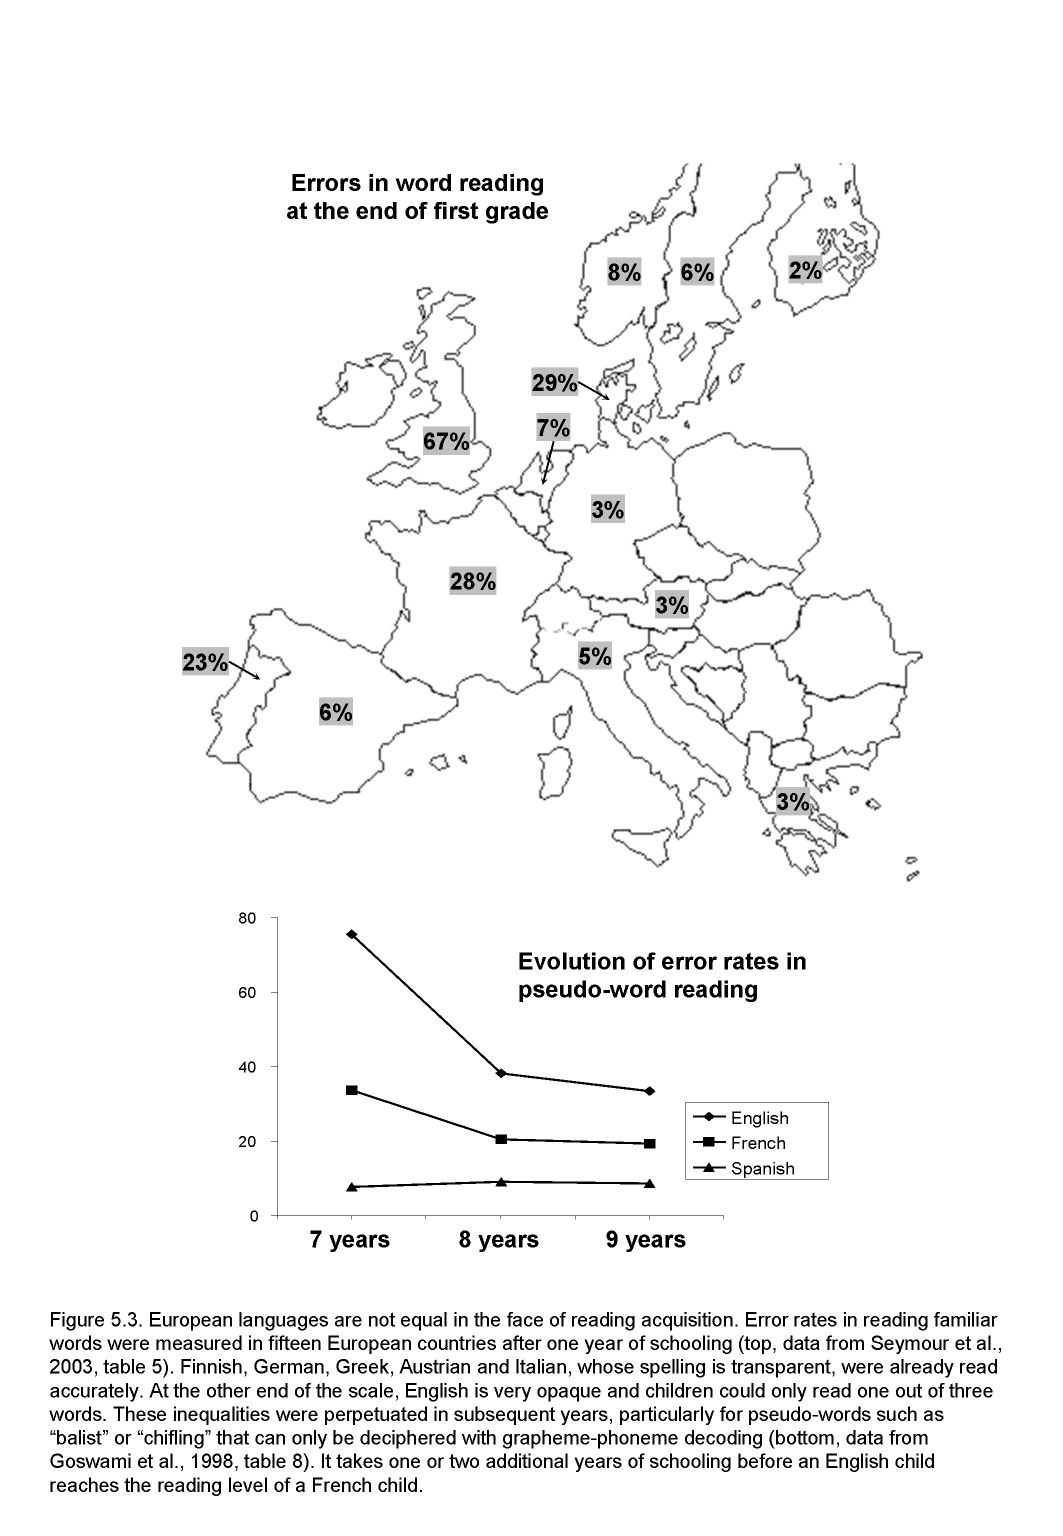 Errors in word reading
at the end of first grade
8%
6%
2%
29%
7%
67%
3%
28%
3%
5%
23%
6%
3%
80
Evolution of error rates in
pseudo-word reading
60
40
English
French
20
Spanish
0
7 years
8 years
9 years
Figure 5.3. European languages are not equal in the face of reading acquisition. Error rates in reading familiar
words were measured in fifteen European countries after one year of schooling (top, data from Seymour et al.,
2003, table 5). Finnish, German, Greek, Austrian and Italian, whose spelling is transparent, were already read
accurately. At the other end of the scale, English is very opaque and children could only read one out of three
words. These inequalities were perpetuated in subsequent years, particularly for pseudo-words such as
“balist” or “chifling” that can only be deciphered with grapheme-phoneme decoding (bottom, data from
Goswami et al., 1998, table 8). It takes one or two additional years of schooling before an English child
reaches the reading level of a French child.